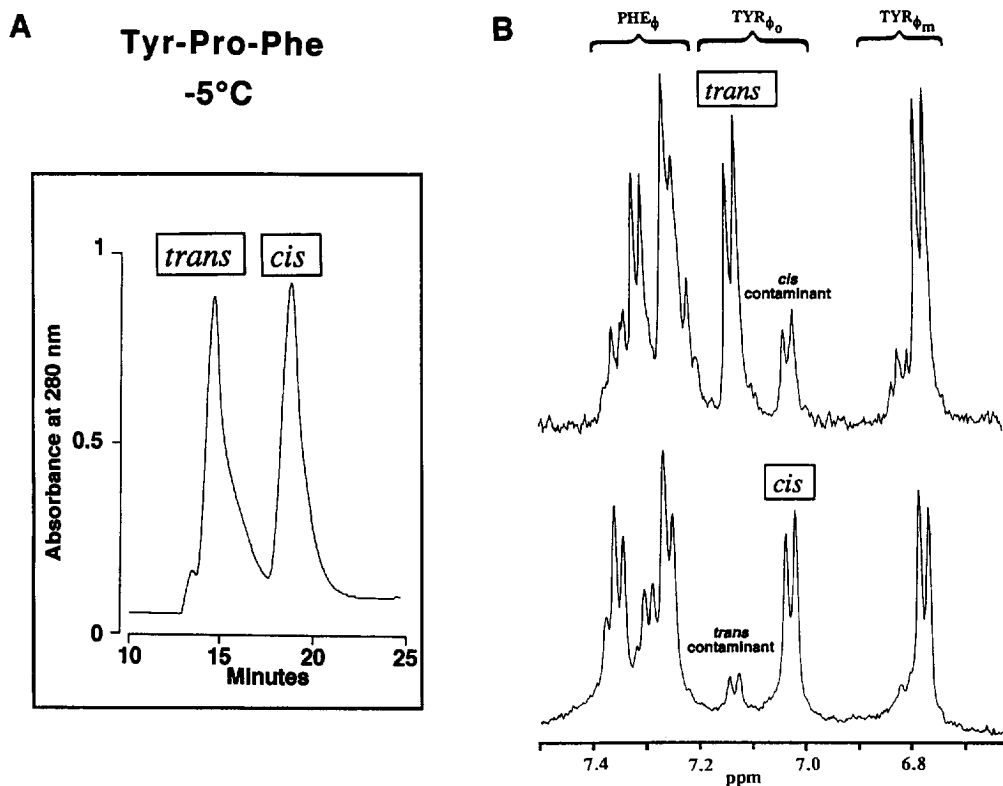 A
Tyr-Pro-Phe
-5°C
trans
cis
1
0.5
0
Absorbance at 280 nm
10
15
20
25
Minutes
B
PHEϕ
TYRϕo
TYRϕm
trans
cis
contaminant
cis
trans
contaminant
7.4
7.2
7.0
6.8
ppm